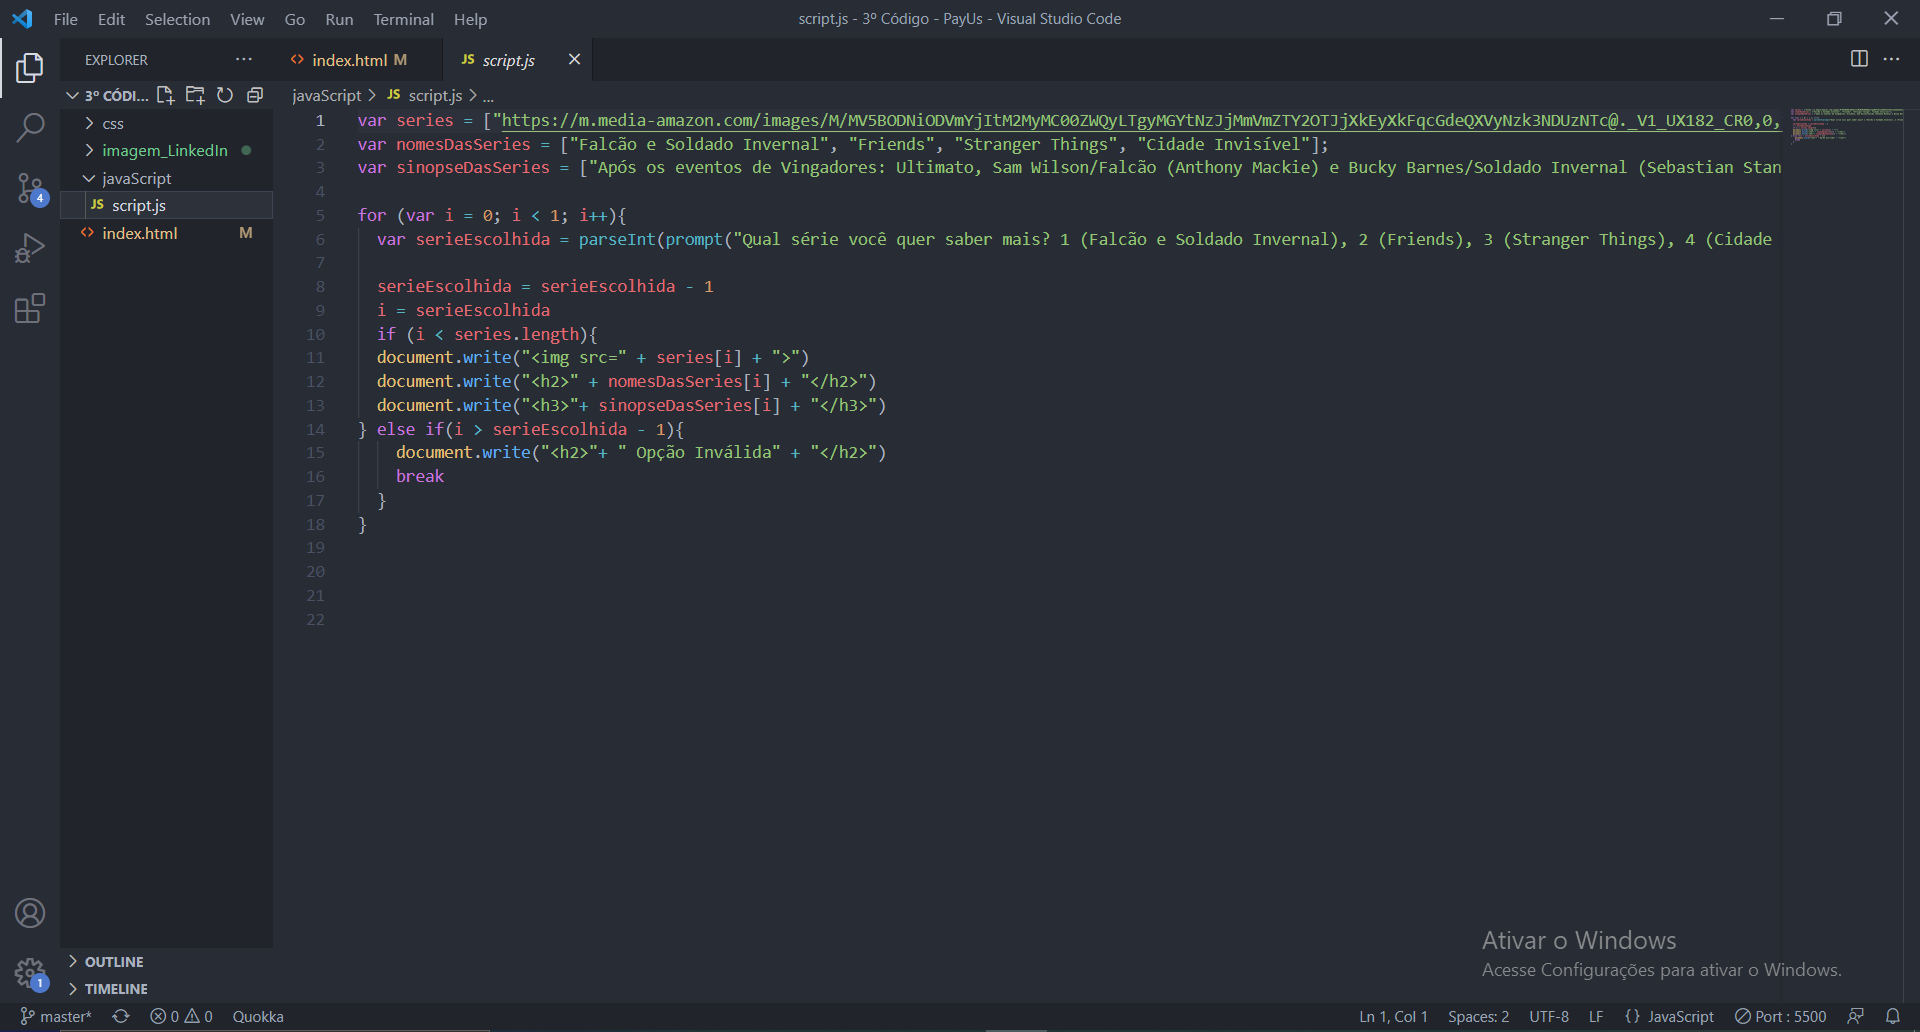 File Edit Selection View Go Run Terminal Help
script.js - 3º Código - PayUs - Visual Studio Code
EXPLORER
index.html M
JS script.js
3º CÓDI...
javaScript > JS script.js > ...
css
imagem_LinkedIn
javaScript
JS script.js
index.html M
1 var series = ["https://m.media-amazon.com/images/M/MV5BODNiODVmYjItM2MyMC00ZWQyLTgyMGYtNzJjMmVmZTY2OTJjXkEyXkFqcGdeQXVyNzk3NDUzNTc@._V1_UX182_CR0,0,
2 var nomesDasSeries = ["Falcão e Soldado Invernal", "Friends", "Stranger Things", "Cidade Invisível"];
3 var sinopseDasSeries = ["Após os eventos de Vingadores: Ultimato, Sam Wilson/Falcão (Anthony Mackie) e Bucky Barnes/Soldado Invernal (Sebastian Stan
4
5 for (var i = 0; i < 1; i++){
6 var serieEscolhida = parseInt(prompt("Qual série você quer saber mais? 1 (Falcão e Soldado Invernal), 2 (Friends), 3 (Stranger Things), 4 (Cidade
7
8 serieEscolhida = serieEscolhida - 1
9 i = serieEscolhida
10 if (i < series.length){
11 document.write("<img src=" + series[i] + ">")
12 document.write("<h2>" + nomesDasSeries[i] + "</h2>")
13 document.write("<h3>"+ sinopseDasSeries[i] + "</h3>")
14 } else if(i > serieEscolhida - 1){
15 document.write("<h2>"+ " Opção Inválida" + "</h2>")
16 break
17 }
18 }
19
20
21
22
4
1
OUTLINE
TIMELINE
Ativar o Windows
Acesse Configurações para ativar o Windows.
master* 0 0 Quokka
Ln 1, Col 1 Spaces: 2 UTF-8 LF {} JavaScript Port : 5500